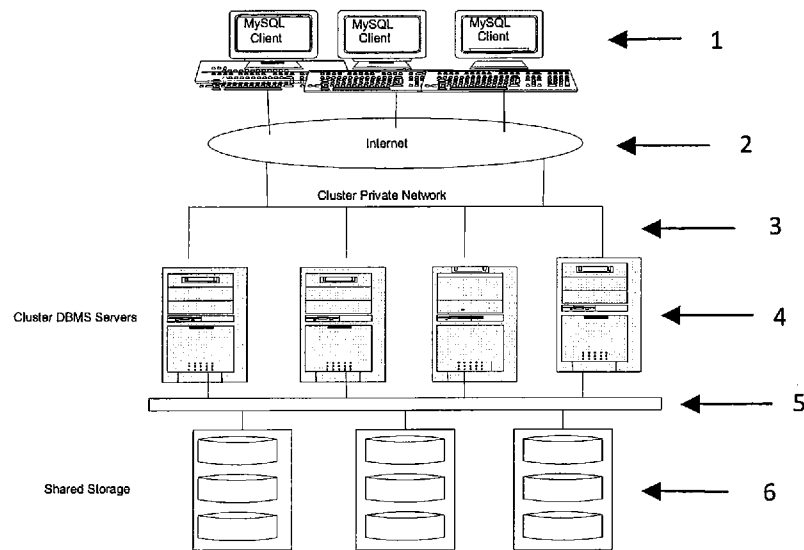 MySQL
Client
MySQL
Client
MySQL
Client
1
Internet
2
Cluster Private Network
3
Cluster DBMS Servers
4
5
Shared Storage
6